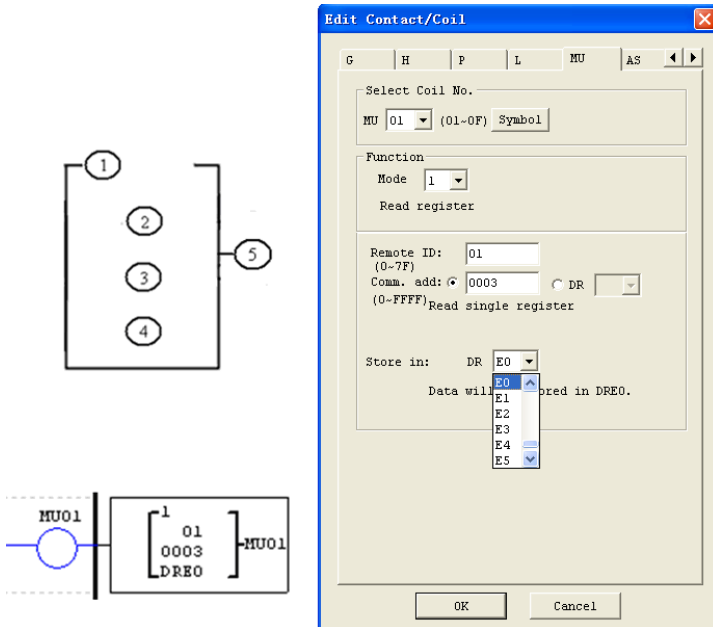 1
2
3
4
5
MU01
1
01
0003
DRE0
MU01
Edit Contact/Coil
G H P L MU AS
Select Coil No.
MU 01 (01~0F) Symbol
Function
Mode 1
Read register
Remote ID: 01
(0~7F)
Comm. add: 0003 DR
(0~FFFF) Read single register
Store in: DR E0
E0
Data will ored in DRE0.
E1
E2
E3
E4
E5
OK Cancel